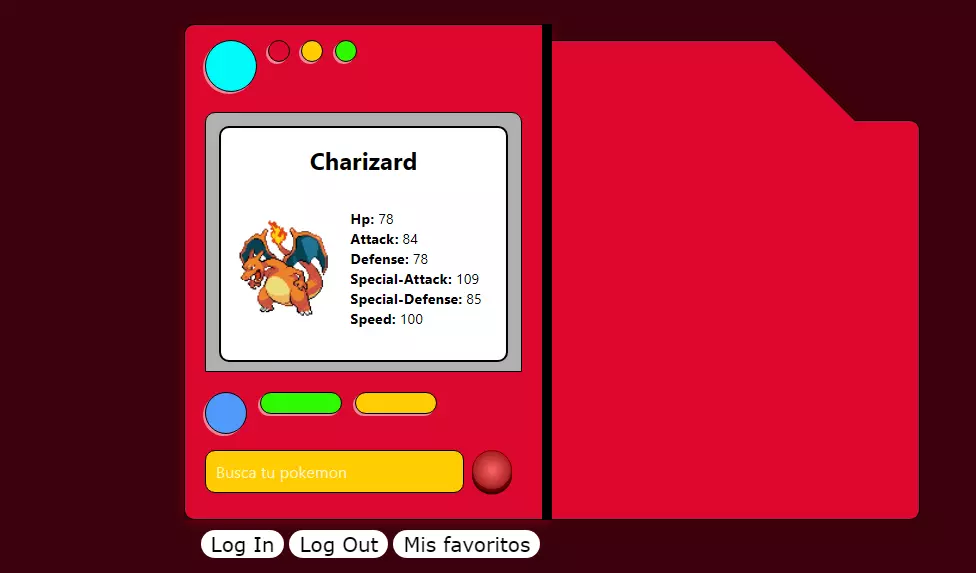 Charizard
Hp: 78
Attack: 84
Defense: 78
Special-Attack: 109
Special-Defense: 85
Speed: 100
Busca tu pokemon
Log In Log Out Mis favoritos